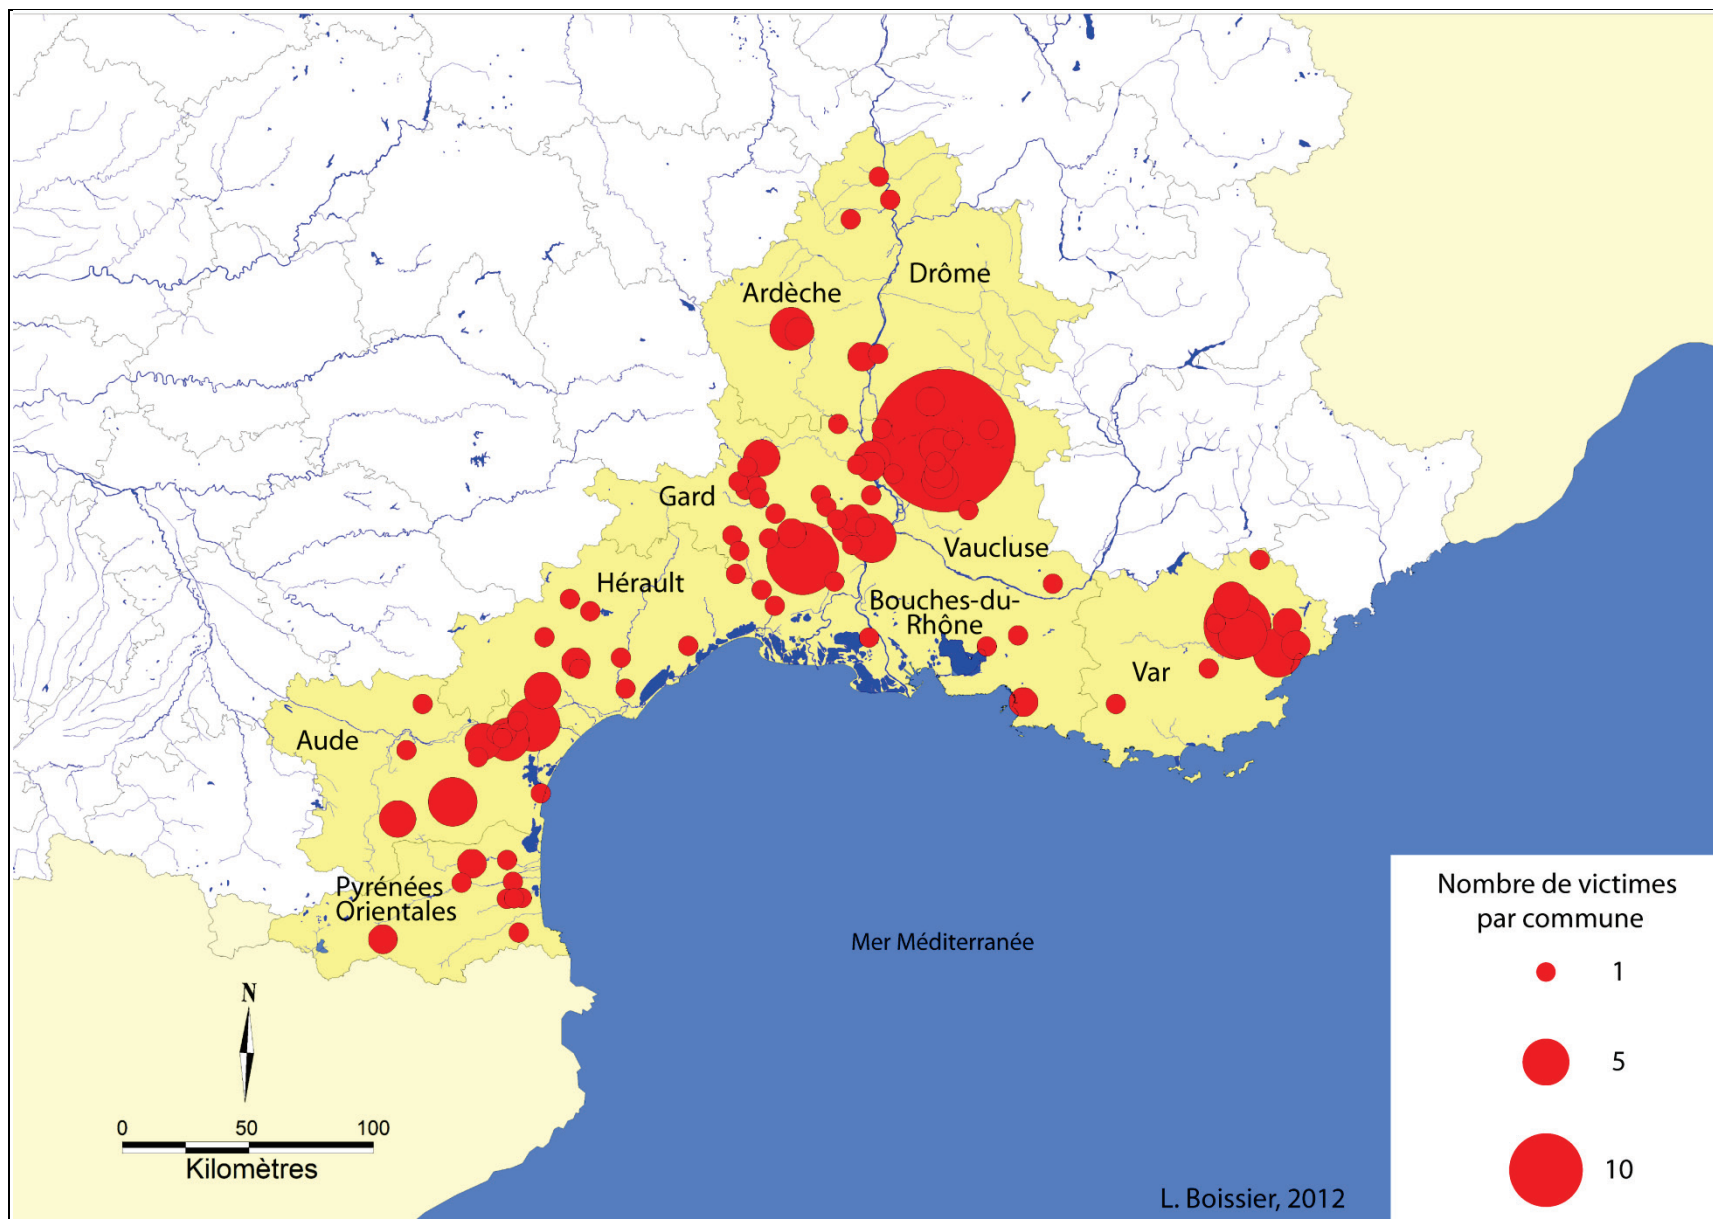 Drôme
Ardèche
Gard
Vaucluse
Hérault
Bouches-du-
Rhône
Var
Aude
Pyrénées
Orientales
Mer Méditerranée
N
0 50 100
Kilomètres
Nombre de victimes
par commune
1
5
10
L. Boissier, 2012